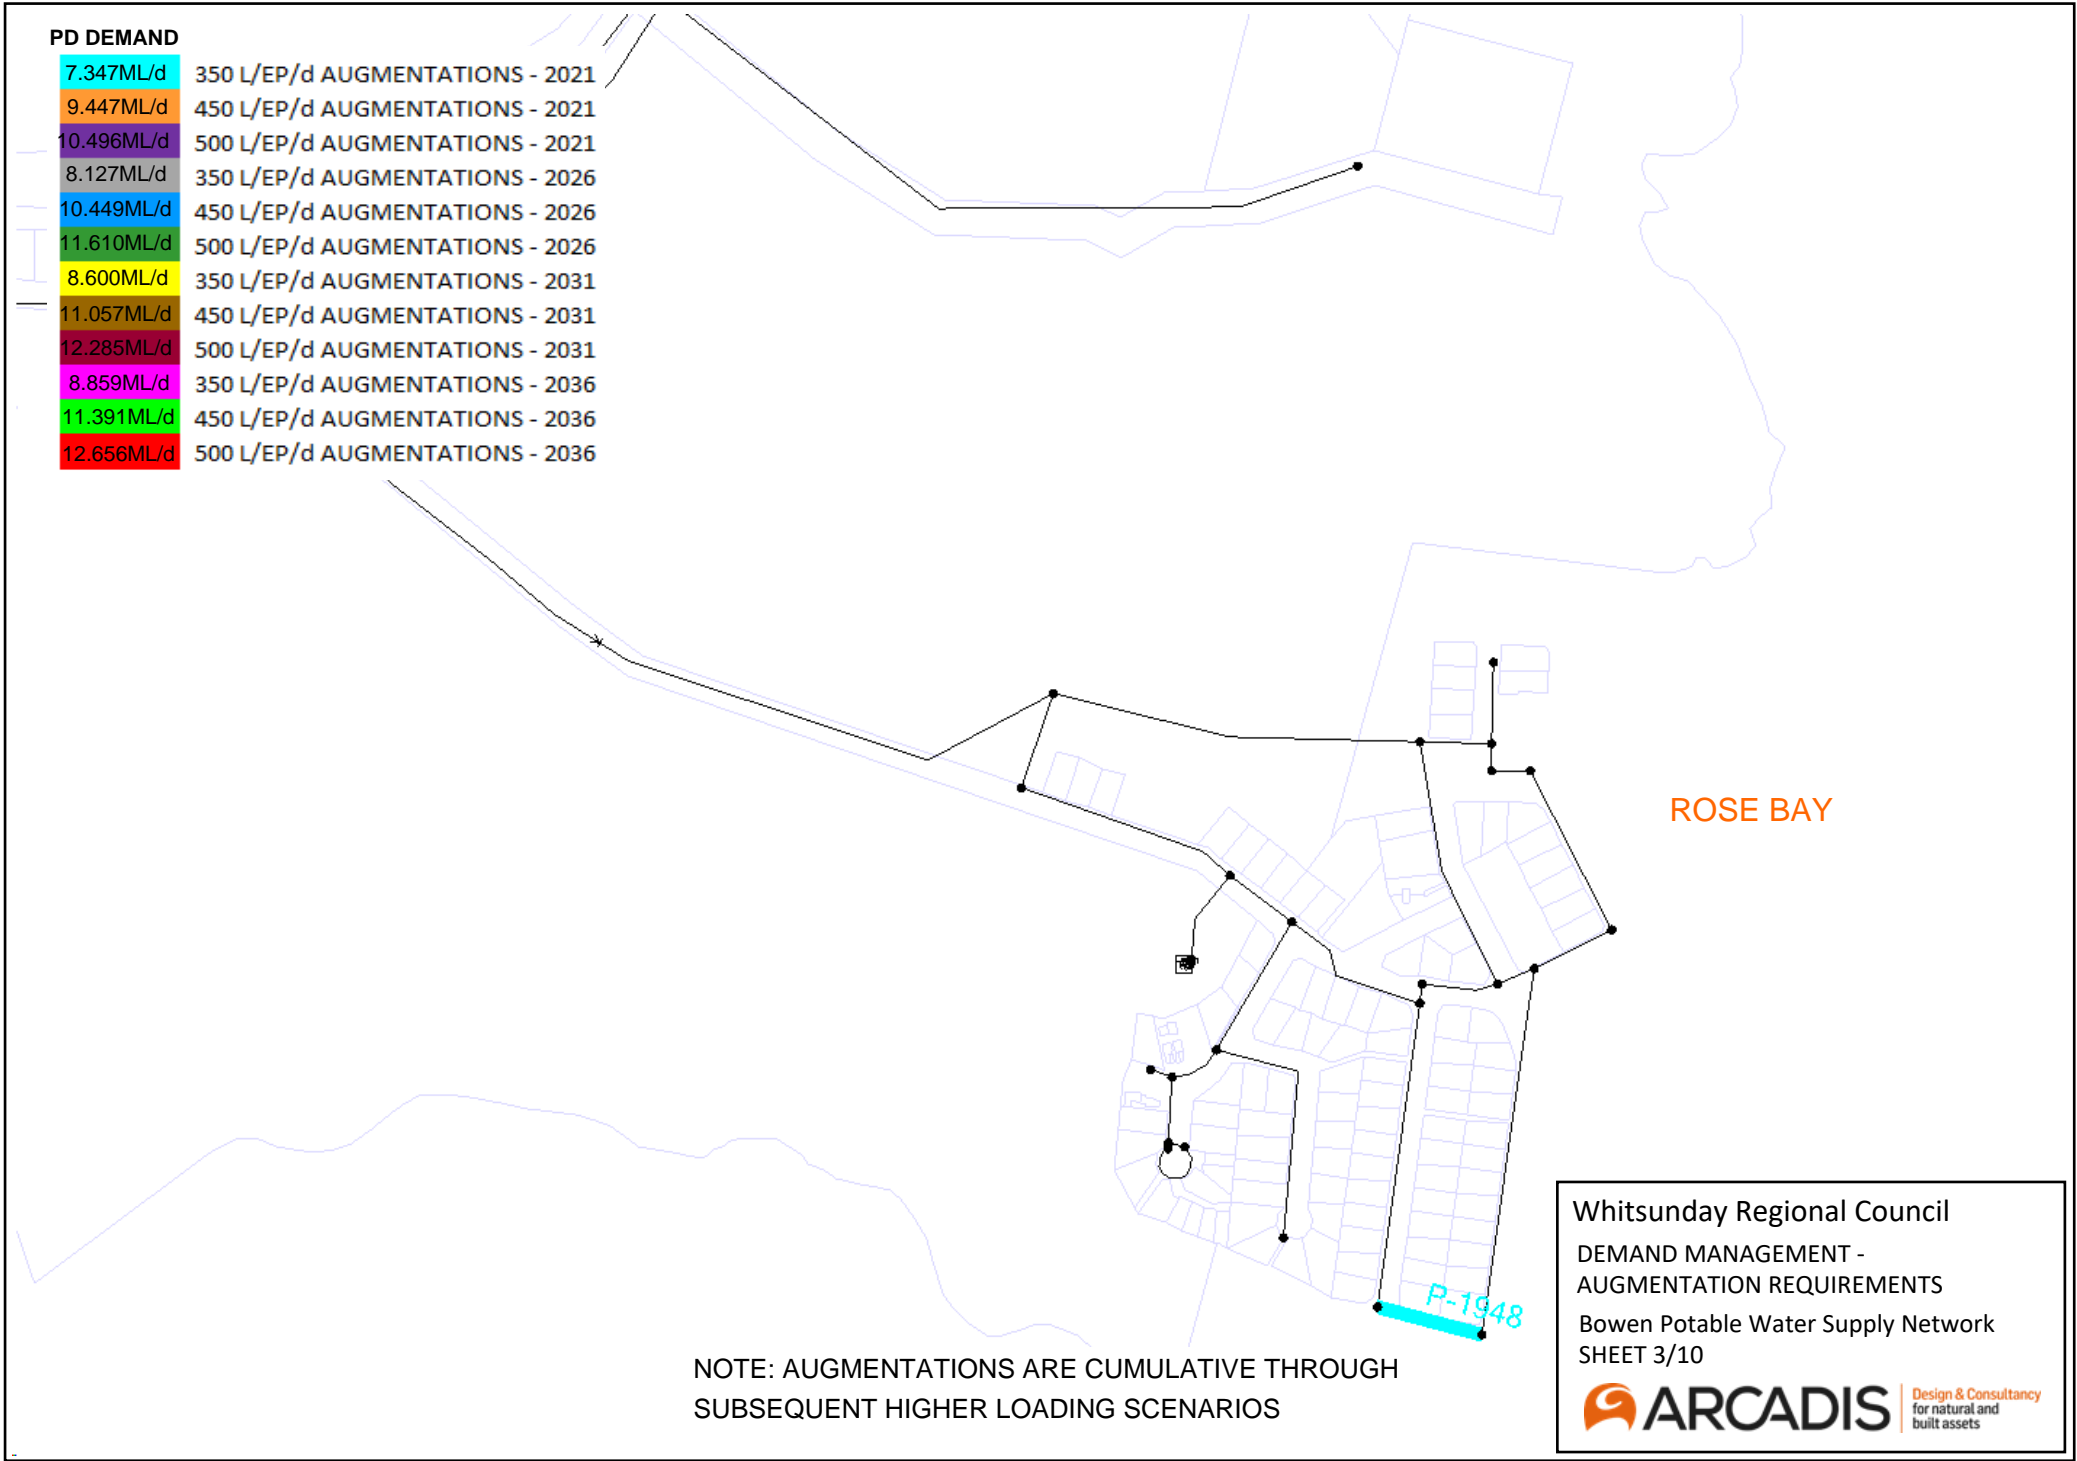 PD DEMAND
7.347ML/d 350 L/EP/d AUGMENTATIONS - 2021
9.447ML/d 450 L/EP/d AUGMENTATIONS - 2021
10.496ML/d 500 L/EP/d AUGMENTATIONS - 2021
8.127ML/d 350 L/EP/d AUGMENTATIONS - 2026
10.449ML/d 450 L/EP/d AUGMENTATIONS - 2026
11.610ML/d 500 L/EP/d AUGMENTATIONS - 2026
8.600ML/d 350 L/EP/d AUGMENTATIONS - 2031
11.057ML/d 450 L/EP/d AUGMENTATIONS - 2031
12.285ML/d 500 L/EP/d AUGMENTATIONS - 2031
8.859ML/d 350 L/EP/d AUGMENTATIONS - 2036
11.391ML/d 450 L/EP/d AUGMENTATIONS - 2036
12.656ML/d 500 L/EP/d AUGMENTATIONS - 2036
ROSE BAY
P-1948
NOTE: AUGMENTATIONS ARE CUMULATIVE THROUGH
SUBSEQUENT HIGHER LOADING SCENARIOS
Whitsunday Regional Council
DEMAND MANAGEMENT -
AUGMENTATION REQUIREMENTS
Bowen Potable Water Supply Network
SHEET 3/10
ARCADIS
Design & Consultancy
for natural and
built assets